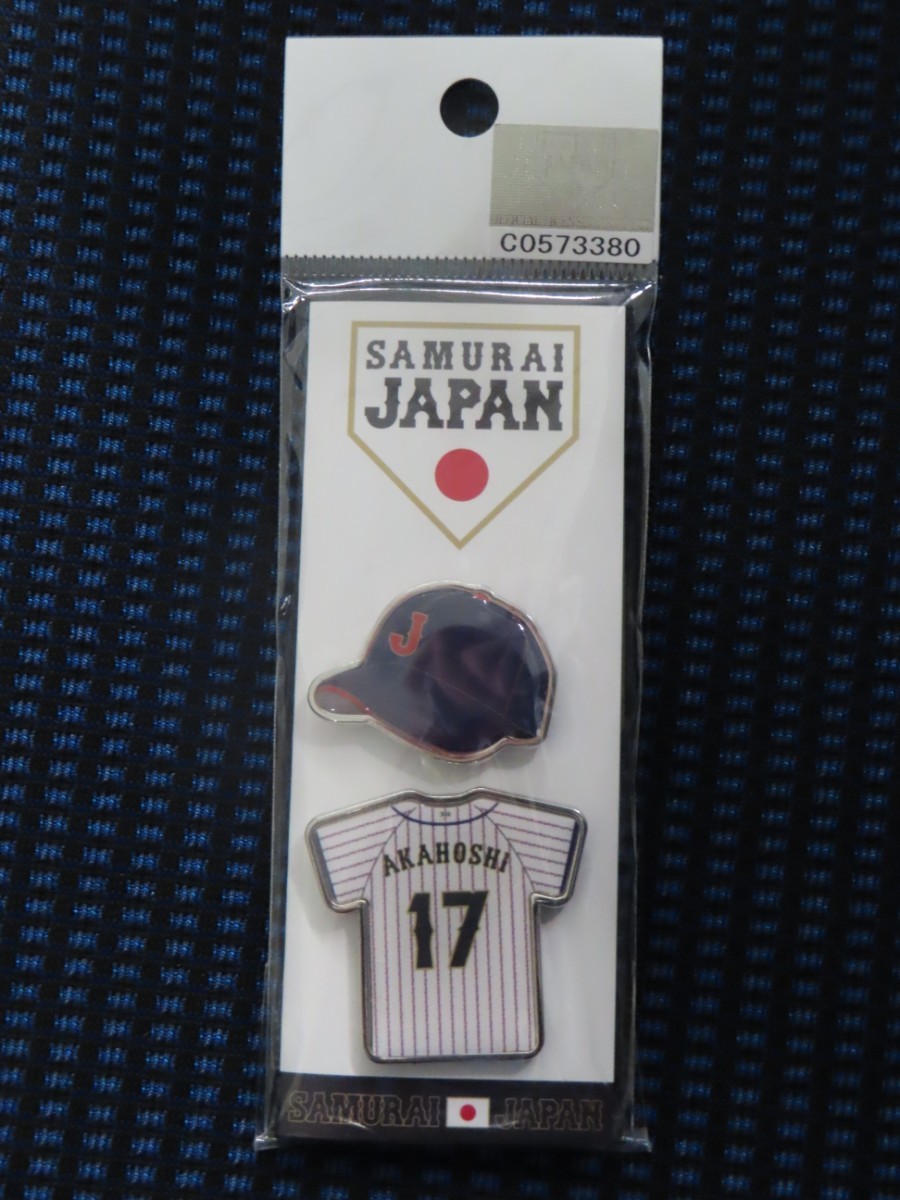 C0573380
SAMURAI
JAPAN
J
AKAHOSHI
17
SAMURAI JAPAN